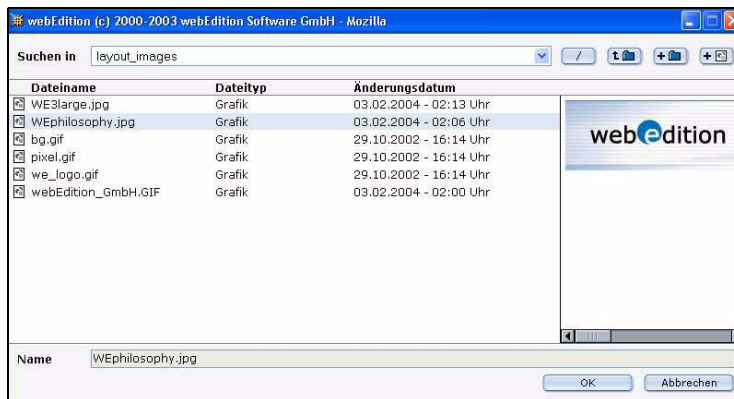 webEdition (c) 2000-2003 webEdition Software GmbH - Mozilla
Suchen in layout_images /
Dateiname Dateityp Änderungsdatum
WE3large.jpg Grafik 03.02.2004 - 02:13 Uhr
WEphilosophy.jpg Grafik 03.02.2004 - 02:06 Uhr
bg.gif Grafik 29.10.2002 - 16:14 Uhr
pixel.gif Grafik 29.10.2002 - 16:14 Uhr
we_logo.gif Grafik 29.10.2002 - 16:14 Uhr
webEdition_GmbH.GIF Grafik 03.02.2004 - 02:00 Uhr
webedition
Name WEphilosophy.jpg
OK Abbrechen